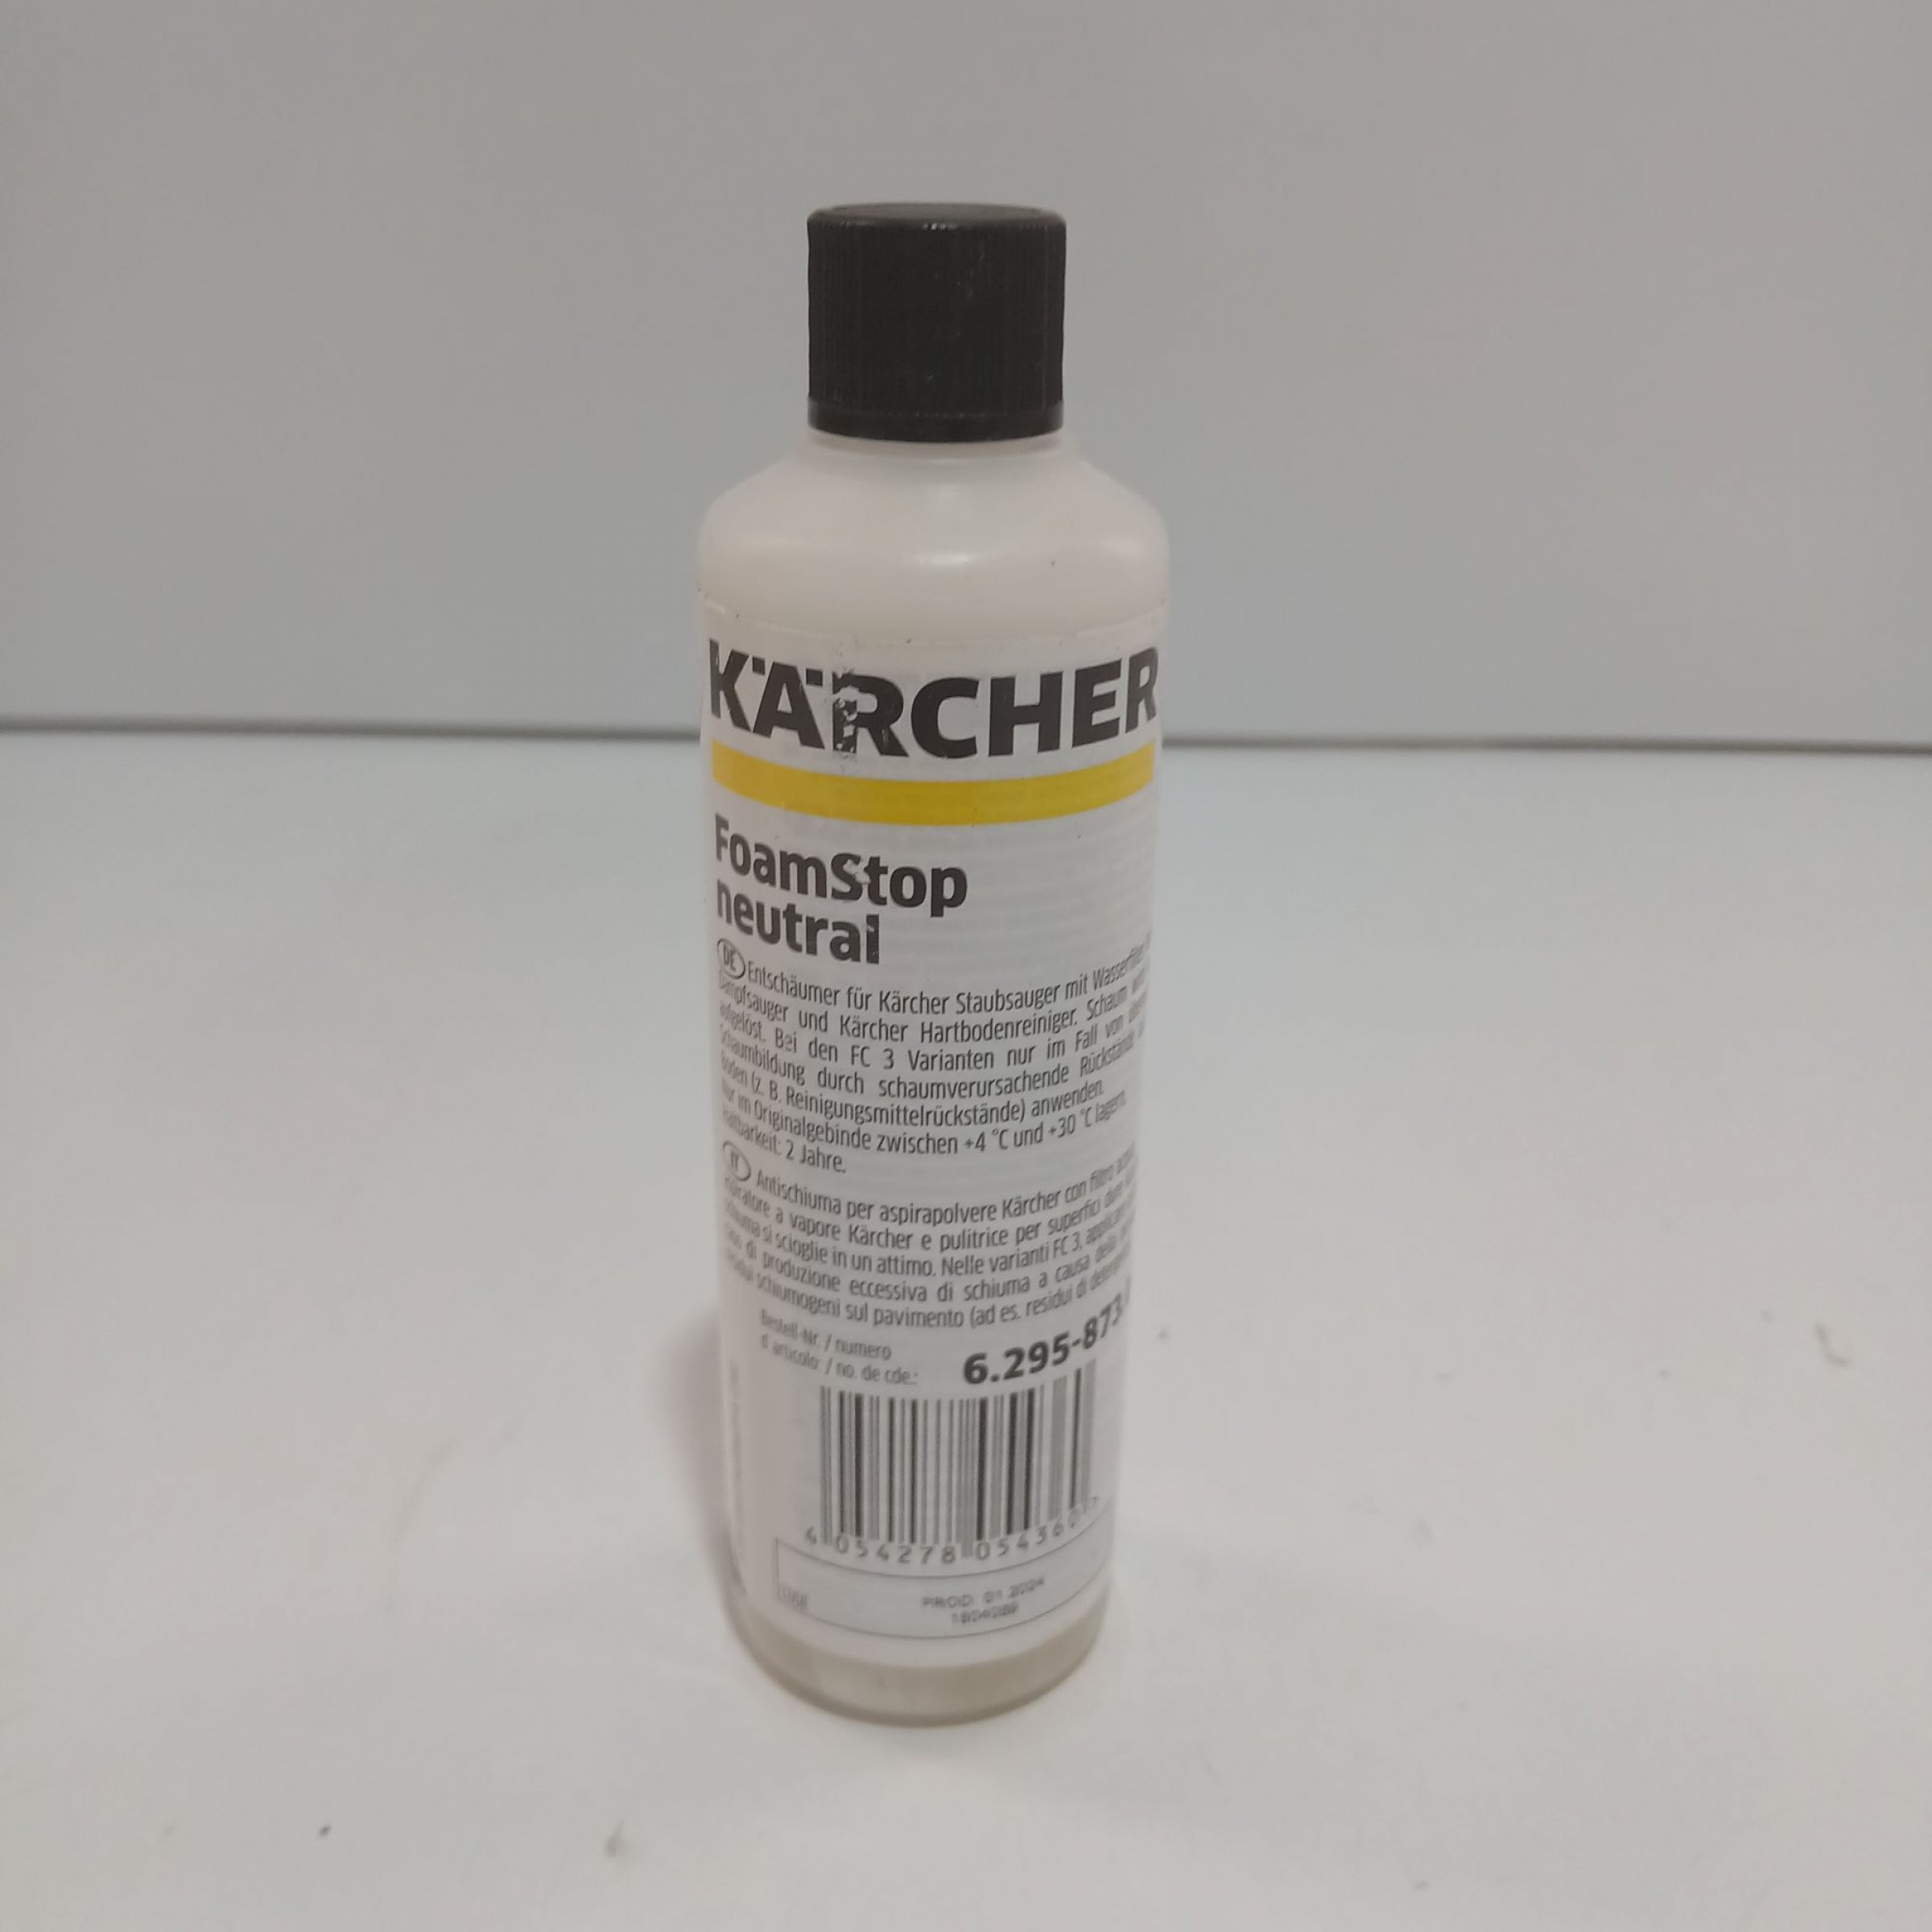 KÄRCHER
FoamStop
neutral
DE Entschäumer für Kärcher Staubsauger mit Wasserfilter,
Dampfsauger und Kärcher Hartbodenreiniger. Schaum wird
aufgelöst. Bei den FC 3 Varianten nur im Fall von
Schaumbildung durch schaumverursachende Rückstände
Boden (z. B. Reinigungsmittelrückstände) anwenden.
Nur im Originalgebinde zwischen +4 °C und +30 °C lagern.
Haltbarkeit: 2 Jahre.
IT Antischiuma per aspirapolvere Kärcher con filtro
aspiratore a vapore Kärcher e pulitrice per superfici dure
schiuma si scioglie in un attimo. Nelle varianti FC 3,
caso di produzione eccessiva di schiuma a causa della
residui schiumogeni sul pavimento (ad es. residui di
Bestell-Nr. / numero
d'articolo: / no. de cde.:
6.295-873.
4 054278 054360
PROD: 01.2024